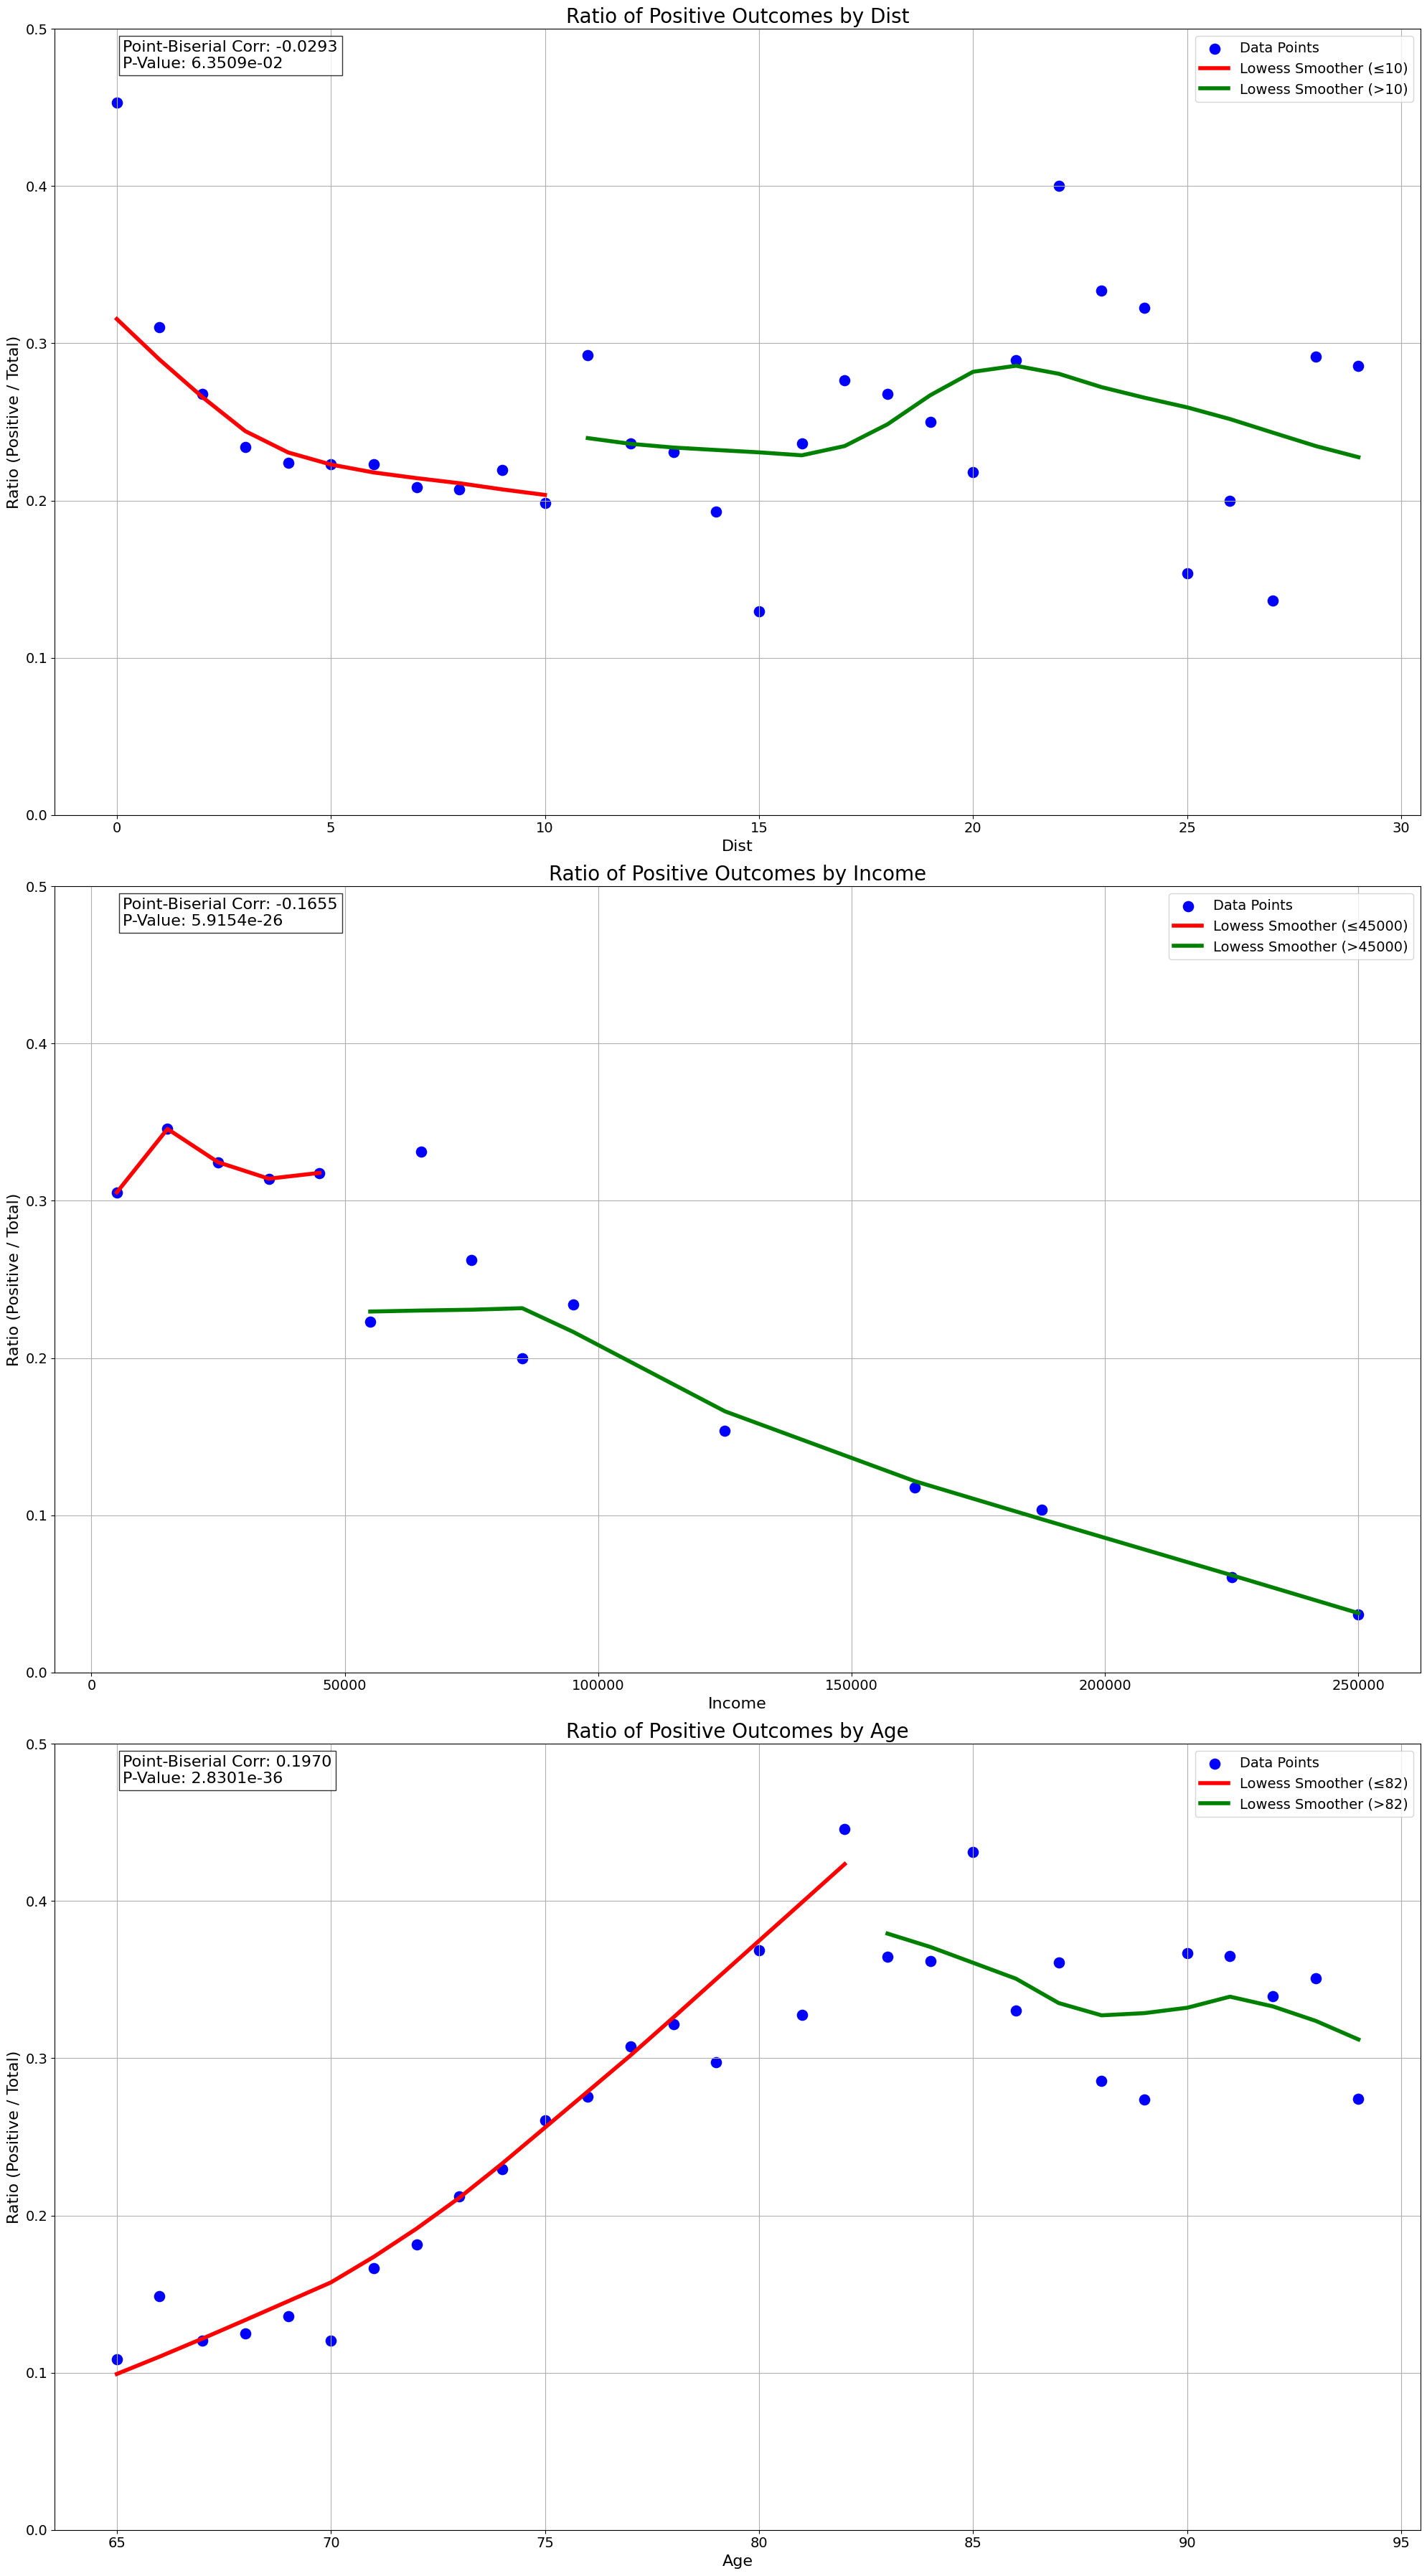 Ratio of Positive Outcomes by Dist
Point-Biserial Corr: -0.0293
P-Value: 6.3509e-02
Data Points
Lowess Smoother (≤10)
Lowess Smoother (>10)
0.5
0.4
0.3
0.2
0.1
0.0
Ratio (Positive / Total)
0 5 10 15 20 25 30
Dist
Ratio of Positive Outcomes by Income
Point-Biserial Corr: -0.1655
P-Value: 5.9154e-26
Data Points
Lowess Smoother (≤45000)
Lowess Smoother (>45000)
0.5
0.4
0.3
0.2
0.1
0.0
Ratio (Positive / Total)
0 50000 100000 150000 200000 250000
Income
Ratio of Positive Outcomes by Age
Point-Biserial Corr: 0.1970
P-Value: 2.8301e-36
Data Points
Lowess Smoother (≤82)
Lowess Smoother (>82)
0.5
0.4
0.3
0.2
0.1
0.0
Ratio (Positive / Total)
65 70 75 80 85 90 95
Age